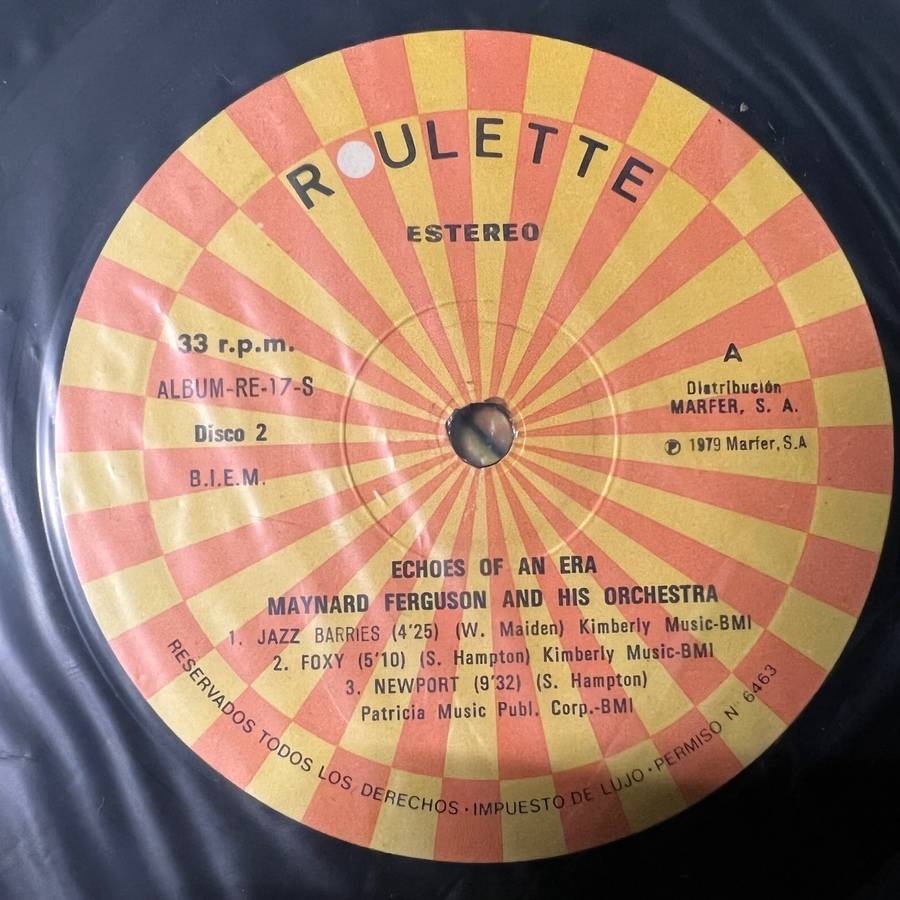 ROULETTE
ESTEREO
33 r.p.m.
ALBUM-RE-17-S
Disco 2
B.I.E.M.
A
Distribución
MARFER, S. A.
Ⓟ 1979 Marfer, S.A
ECHOES OF AN ERA
MAYNARD FERGUSON AND HIS ORCHESTRA
1. JAZZ BARRIES (4'25) (W. Maiden) Kimberly Music-BMI
2. FOXY (5'10) (S. Hampton) Kimberly Music-BMI
3. NEWPORT (9'32) (S. Hampton)
Patricia Music Publ. Corp.-BMI
RESERVADOS TODOS LOS DERECHOS · IMPUESTO DE LUJO · PERMISO N° 6463